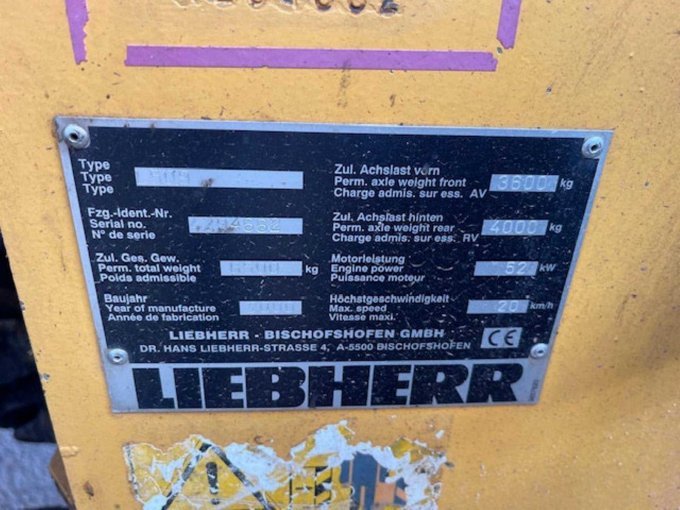 Type
Type
Type
Zul. Achslast vorn
Perm. axle weight front 3600 kg
Charge admis. sur ess. AV
Fzg.-Ident.-Nr.
Serial no.
N° de serie
Zul. Achslast hinten
Perm. axle weight rear 4000 kg
Charge admis. sur ess. RV
Zul. Ges. Gew.
Perm. total weight kg
Poids admissible
Motorleistung
Engine power 52 kW
Puissance moteur
Baujahr
Year of manufacture
Année de fabrication
Höchstgeschwindigkeit
Max. speed 20 km/h
Vitesse maxi.
LIEBHERR - BISCHOFSHOFEN GMBH
DR. HANS LIEBHERR-STRASSE 4, A-5500 BISCHOFSHOFEN
CE
LIEBHERR